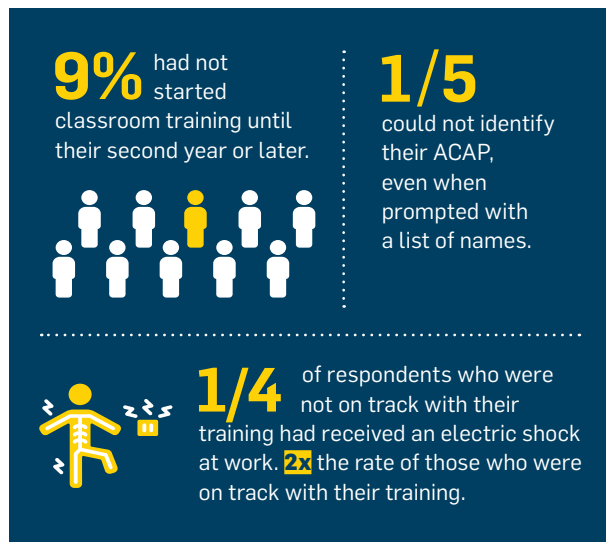 9% had not
started
classroom training until
their second year or later.
1/5
could not identify
their ACAP,
even when
prompted with
a list of names.
1/4 of respondents who were
not on track with their
training had received an electric shock
at work. 2x the rate of those who were
on track with their training.